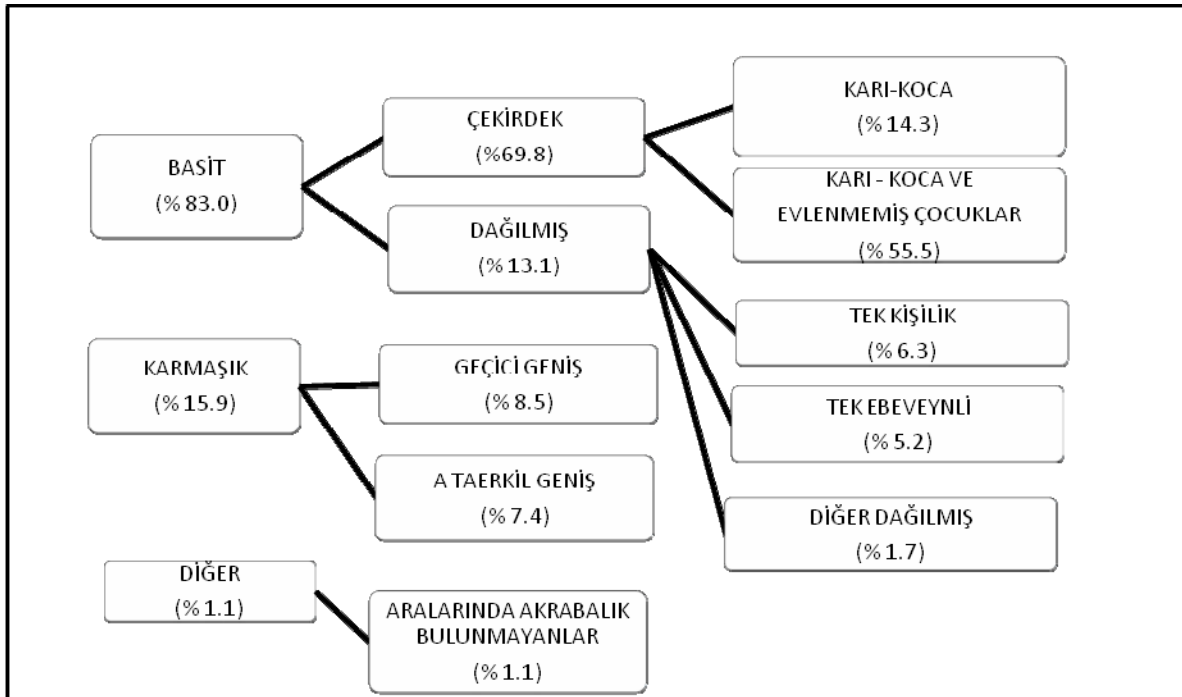 BASİT
(% 83.0)
ÇEKİRDEK
(%69.8)
KARI-KOCA
(% 14.3)
KARI - KOCA VE
EVLENMEMİŞ ÇOCUKLAR
(% 55.5)
DAĞILMIŞ
(% 13.1)
TEK KİŞİLİK
(% 6.3)
TEK EBEVEYNLİ
(% 5.2)
DİĞER DAĞILMIŞ
(% 1.7)
KARMAŞIK
(% 15.9)
GEÇİCİ GENİŞ
(% 8.5)
A TAERKİL GENİŞ
(% 7.4)
DİĞER
(% 1.1)
ARALARINDA AKRABALIK
BULUNMAYANLAR
(% 1.1)